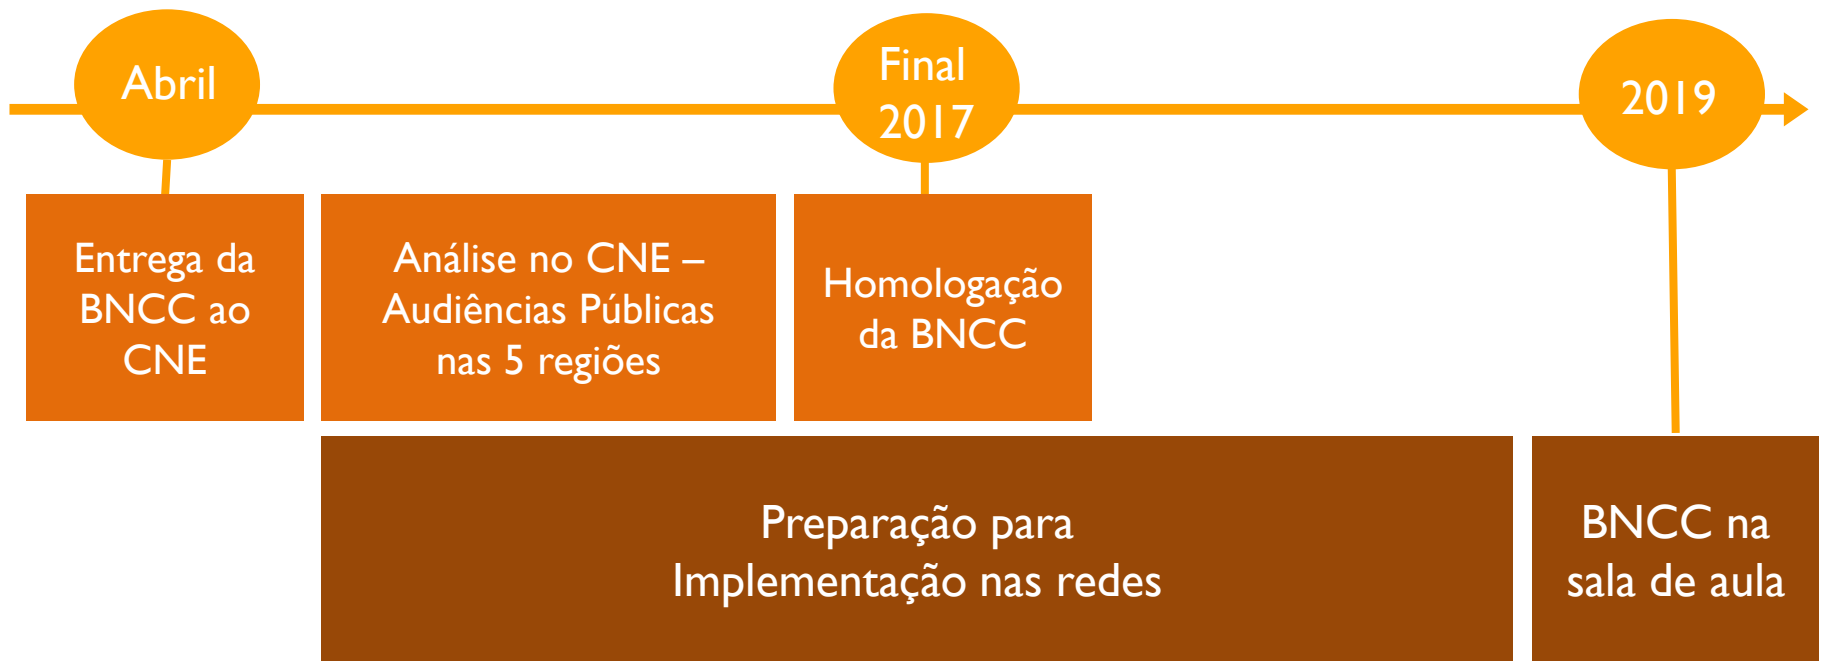 Abril
Final
2017
2019
Entrega da
BNCC ao
CNE
Análise no CNE –
Audiências Públicas
nas 5 regiões
Homologação
da BNCC
Preparação para
Implementação nas redes
BNCC na
sala de aula